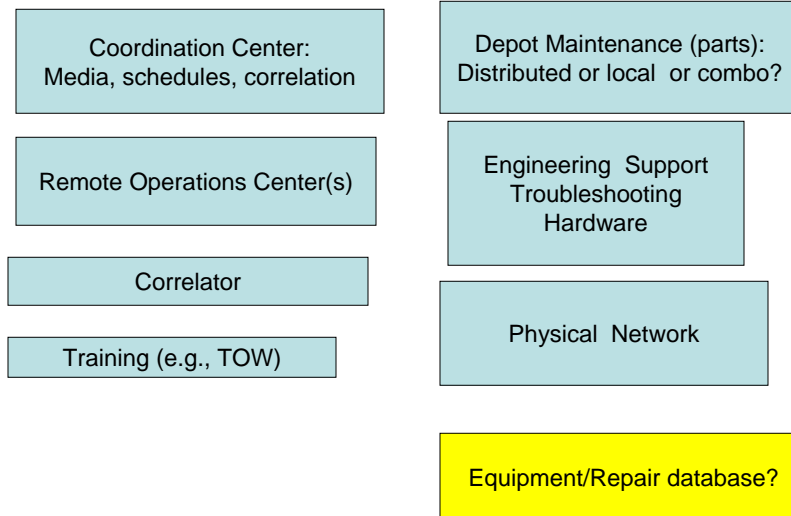 Coordination Center:
Media, schedules, correlation
Remote Operations Center(s)
Correlator
Training (e.g., TOW)
Depot Maintenance (parts):
Distributed or local or combo?
Engineering Support
Troubleshooting
Hardware
Physical Network
Equipment/Repair database?